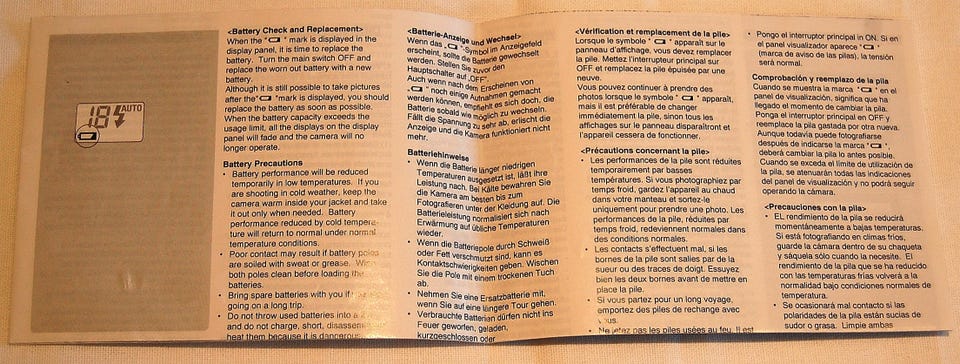 18
AUTO
<Battery Check and Replacement>
When the "" mark is displayed in the
display panel, it is time to replace the
battery. Turn the main switch OFF and
replace the worn out battery with a new
battery.
Although it is still possible to take pictures
after the "" mark is displayed, you should
replace the battery as soon as possible.
When the battery capacity exceeds the
usage limit, all the displays on the display
panel will fade and the camera will no
longer operate.
Battery Precautions
• Battery performance will be reduced
temporarily in low temperatures. If you
are shooting in cold weather, keep the
camera warm inside your jacket and take
it out only when needed. Battery
performance reduced by cold tempera-
ture will return to normal under normal
temperature conditions.
• Poor contact may result if battery poles
are soiled with sweat or grease.
both poles clean before loading the
batteries.
• Bring spare batteries with you if
going on a long trip.
• Do not throw used batteries into a
and do not charge, short, disassemble
heat them because it is dangerous.
<Batterie-Anzeige und Wechsel>
Wenn das „ “-Symbol im Anzeigefeld
erscheint, sollte die Batterie gewechselt
werden. Stellen Sie zuvor den
Hauptschalter auf „OFF“.
Auch wenn nach dem Erscheinen von
„ “ noch einige Aufnahmen gemacht
werden können, empfiehlt es sich doch, die
Batterie sobald wie möglich zu wechseln.
Fällt die Spannung zu sehr ab, erlischt die
Anzeige und die Kamera funktioniert nicht
mehr.
Batteriehinweise
• Wenn die Batterie länger niedrigen
Temperaturen ausgesetzt ist, läßt ihre
Leistung nach. Bei Kälte bewahren Sie
die Kamera am besten bis zum
Fotografieren unter der Kleidung auf. Die
Batterieleistung normalisiert sich nach
Erwärmung auf übliche Temperaturen
wieder.
• Wenn die Batteriepole durch Schweiß
oder Fett verschmutzt sind, kann es
Kontaktschwierigkeiten geben. Wischen
Sie die Pole mit einem trockenen Tuch
ab.
• Nehmen Sie eine Ersatzbatterie mit,
wenn Sie auf eine längere Tour gehen.
• Verbrauchte Batterien dürfen nicht ins
Feuer geworfen, geladen,
kurzgeschlossen oder
<Vérification et remplacement de la pile>
Lorsque le symbole " " apparaît sur le
panneau d'affichage, vous devez remplacer
la pile. Mettez l'interrupteur principal sur
OFF et remplacez la pile épuisée par une
neuve.
Vous pouvez continuer à prendre des
photos lorsque le symbole " " apparaît,
mais il est préférable de changer
immédiatement la pile, sinon tous les
affichages sur le panneau disparaîtront et
l'appareil cessera de fonctionner.
<Précautions concernant la pile>
• Les performances de la pile sont réduites
temporairement par basses
températures. Si vous photographiez par
temps froid, gardez l'appareil au chaud
dans votre manteau et sortez-le
uniquement pour prendre une photo. Les
performances de la pile, réduites par
temps froid, redeviennent normales dans
des conditions normales.
• Les contacts s'effectuent mal, si les
bornes de la pile sont salies par de la
sueur ou des traces de doigt. Essuyez
bien les deux bornes avant de mettre en
place la pile.
• Si vous partez pour un long voyage,
emportez des piles de rechange avec
vous.
• Ne jetez pas les piles usées au feu. Il est
• Pongo el interruptor principal en ON. Si en
el panel visualizador aparece " "
(marca de aviso de las pilas), la tensión
será normal.
Comprobación y reemplazo de la pila
Cuando se muestra la marca " " en el
panel de visualización, significa que ha
llegado el momento de cambiar la pila.
Ponga el interruptor principal en OFF y
reemplace la pila gastada por otra nueva.
Aunque todavía puede fotografiarse
después de indicarse la marca " ",
deberá cambiar la pila lo antes posible.
Cuando se exceda el límite de utilización de
la pila, se atenuarán todas las indicaciones
del panel de visualización y no podrá seguir
operando la cámara.
<Precauciones con la pila>
• EL rendimiento de la pila se reducirá
momentáneamente a bajas temperaturas.
Si está fotografiando en climas fríos,
guarde la cámara dentro de su chaqueta
y sáquela sólo cuando la necesite. El
rendimiento de la pila que se ha reducido
con las temperaturas frías volverá a la
normalidad bajo condiciones normales de
temperatura.
• Se ocasionará mal contacto si las
polaridades de la pila están sucias de
sudor o grasa. Limpie ambas